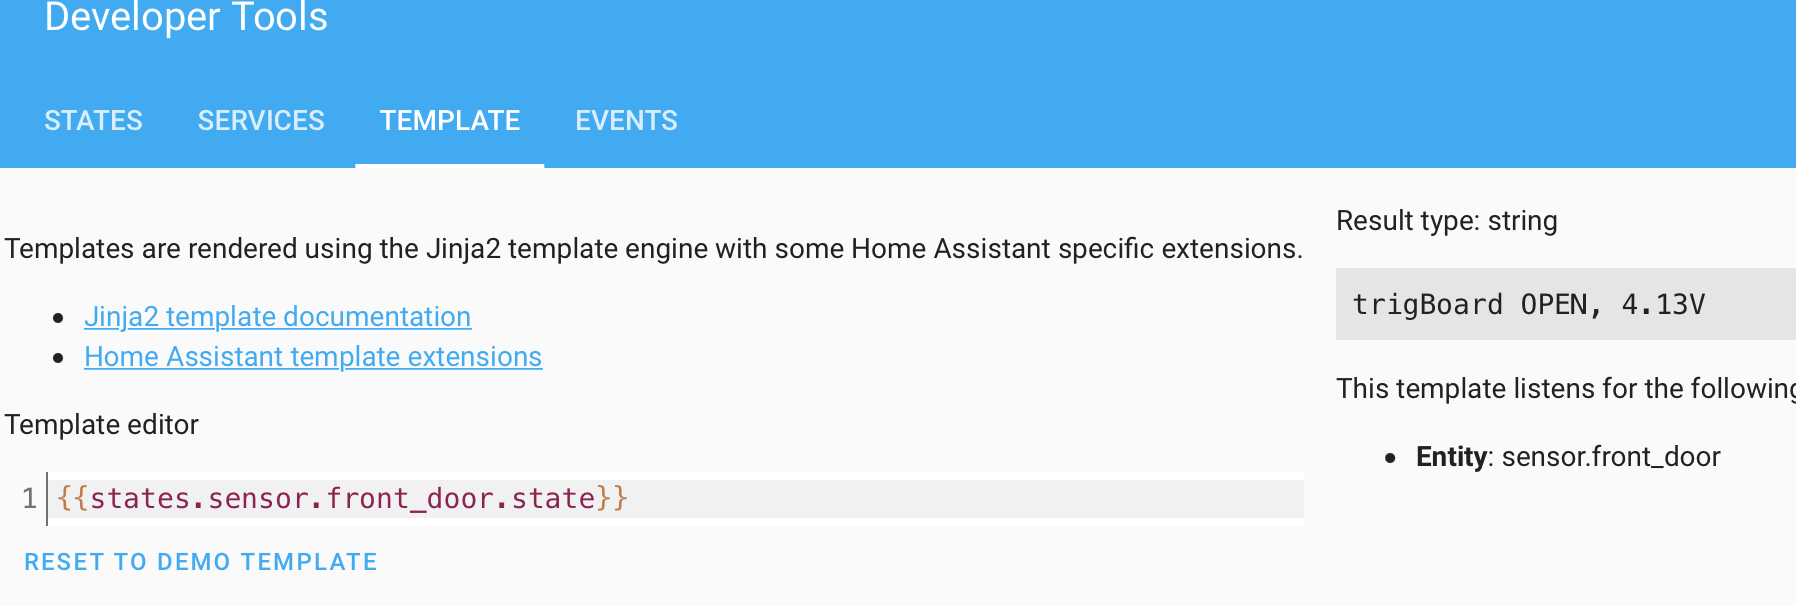 Developer Tools
STATES SERVICES TEMPLATE EVENTS
Templates are rendered using the Jinja2 template engine with some Home Assistant specific extensions.
• Jinja2 template documentation
• Home Assistant template extensions
Template editor
1 {{states.sensor.front_door.state}}
RESET TO DEMO TEMPLATE
Result type: string
trigBoard OPEN, 4.13V
This template listens for the following
• Entity: sensor.front_door